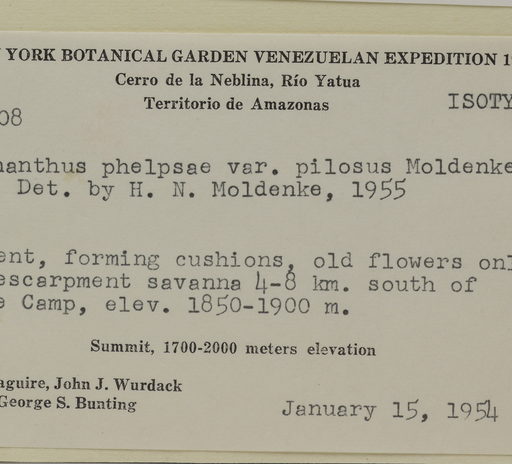 YORK BOTANICAL GARDEN VENEZUELAN EXPEDITION 1
Cerro de la Neblina, Río Yatua
Territorio de Amazonas
ISOTY
08
anthus phelpsae var. pilosus Moldenke
Det. by H. N. Moldenke, 1955
ent, forming cushions, old flowers onl
escarpment savanna 4-8 km. south of
e Camp, elev. 1850-1900 m.
Summit, 1700-2000 meters elevation
aguire, John J. Wurdack
George S. Bunting
January 15, 1954